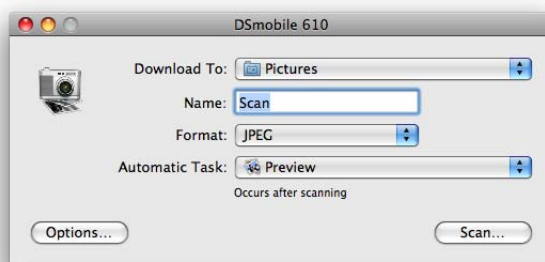 DSmobile 610
Download To: Pictures
Name: Scan
Format: JPEG
Automatic Task: Preview
Occurs after scanning
Options... Scan...